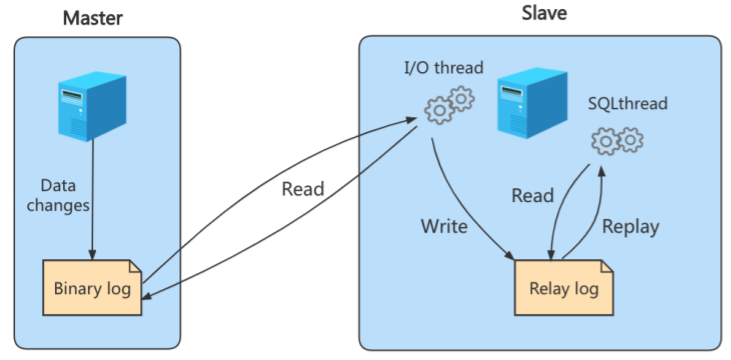 Master
Slave
I/O thread
SQLthread
Data
changes
Read
Write
Read
Replay
Binary log
Relay log